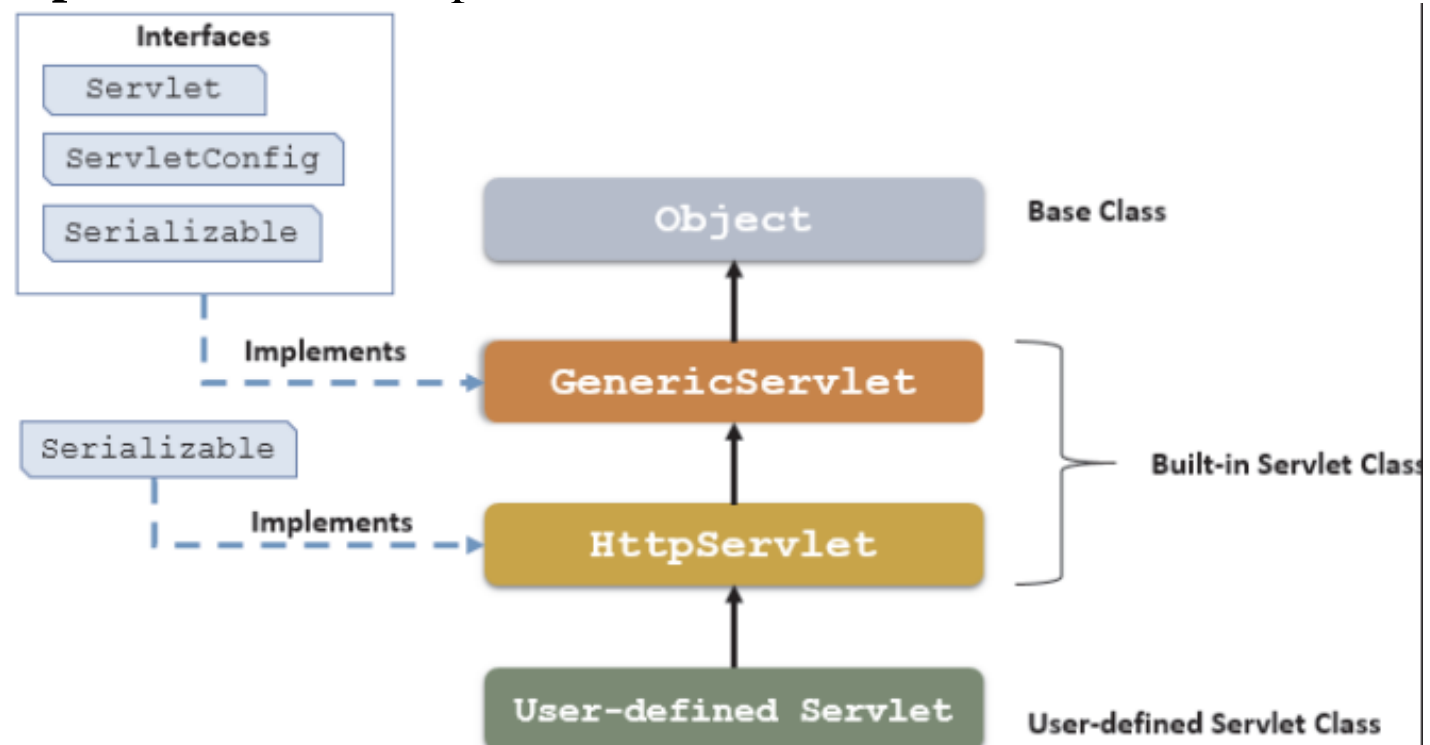 Interfaces
Servlet
ServletConfig
Serializable
Object
Base Class
Implements
GenericServlet
Serializable
Built-in Servlet Class
Implements
HttpServlet
User-defined Servlet
User-defined Servlet Class